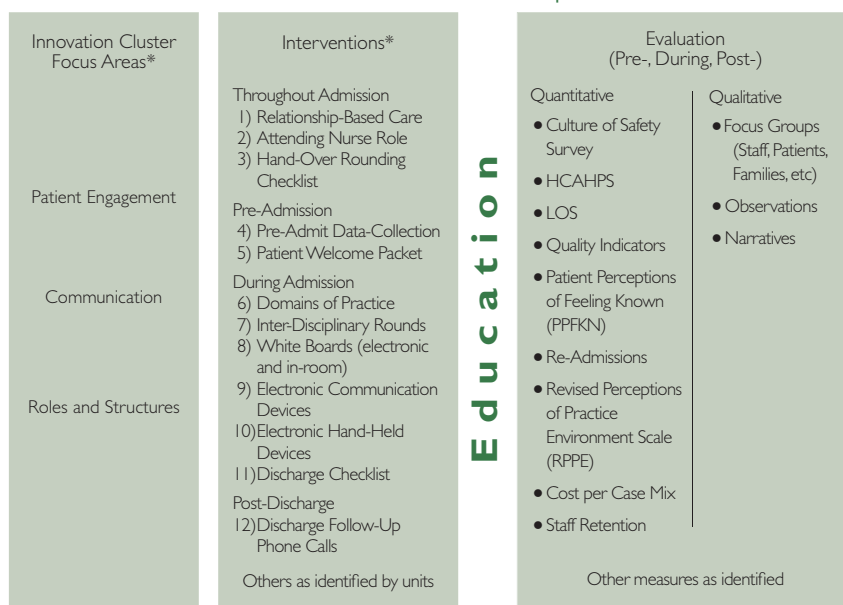 Innovation Cluster
Focus Areas*
Patient Engagement
Communication
Roles and Structures
Interventions*
Throughout Admission
1) Relationship-Based Care
2) Attending Nurse Role
3) Hand-Over Rounding
Checklist
Pre-Admission
4) Pre-Admit Data-Collection
5) Patient Welcome Packet
During Admission
6) Domains of Practice
7) Inter-Disciplinary Rounds
8) White Boards (electronic
and in-room)
9) Electronic Communication
Devices
10)Electronic Hand-Held
Devices
11)Discharge Checklist
Post-Discharge
12)Discharge Follow-Up
Phone Calls
Others as identified by units
Education
Evaluation
(Pre-, During, Post-)
Quantitative
• Culture of Safety
Survey
• HCAHPS
• LOS
• Quality Indicators
• Patient Perceptions
of Feeling Known
(PPFKN)
• Re-Admissions
• Revised Perceptions
of Practice
Environment Scale
(RPPE)
• Cost per Case Mix
• Staff Retention
Qualitative
• Focus Groups
(Staff, Patients,
Families, etc)
• Observations
• Narratives
Other measures as identified